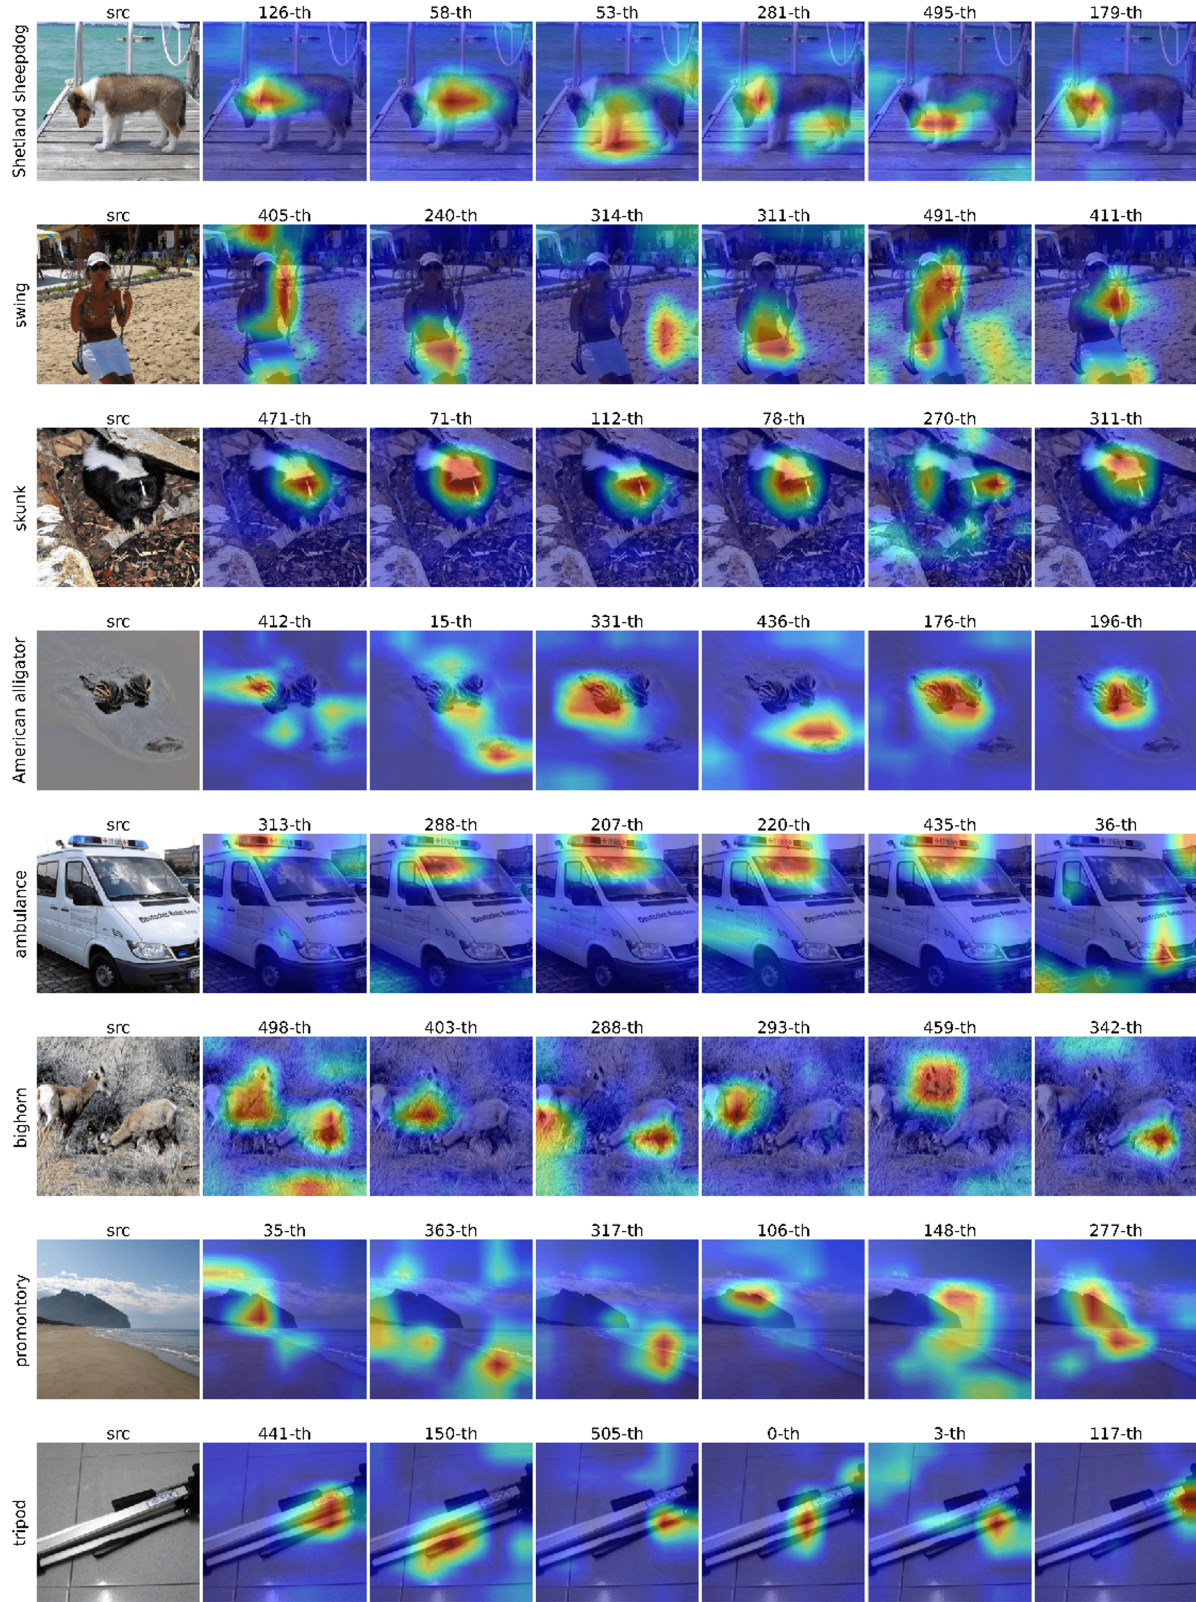 src 126-th 58-th 53-th 281-th 495-th 179-th
Shetland sheepdog
src 405-th 240-th 314-th 311-th 491-th 411-th
swing
src 471-th 71-th 112-th 78-th 270-th 311-th
skunk
src 412-th 15-th 331-th 436-th 176-th 196-th
American alligator
src 313-th 288-th 207-th 220-th 435-th 36-th
ambulance
src 498-th 403-th 288-th 293-th 459-th 342-th
bighorn
src 35-th 363-th 317-th 106-th 148-th 277-th
promontory
src 441-th 150-th 505-th 0-th 3-th 117-th
tripod